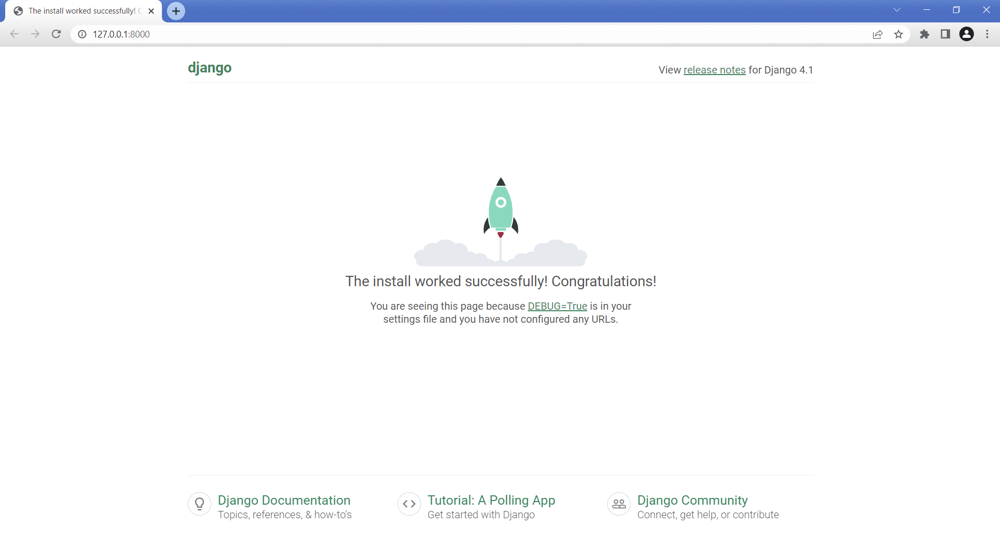 The install worked successfully! C
127.0.0.1:8000
django
View release notes for Django 4.1
The install worked successfully! Congratulations!
You are seeing this page because DEBUG=True is in your
settings file and you have not configured any URLs.
Django Documentation
Topics, references, & how-to's
Tutorial: A Polling App
Get started with Django
Django Community
Connect, get help, or contribute